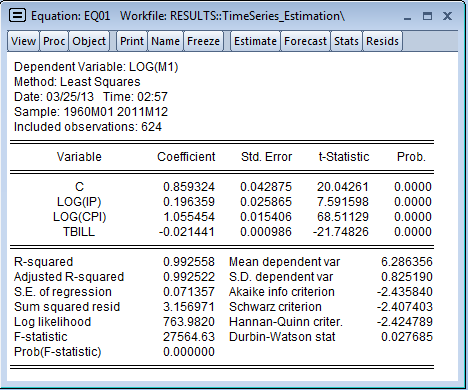 Equation: EQ01 Workfile: RESULTS::TimeSeries_Estimation\
View Proc Object Print Name Freeze Estimate Forecast Stats Resids
Dependent Variable: LOG(M1)
Method: Least Squares
Date: 03/25/13 Time: 02:57
Sample: 1960M01 2011M12
Included observations: 624
Variable Coefficient Std. Error t-Statistic Prob.
C 0.859324 0.042875 20.04261 0.0000
LOG(IP) 0.196359 0.025865 7.591598 0.0000
LOG(CPI) 1.055454 0.015406 68.51129 0.0000
TBILL -0.021441 0.000986 -21.74826 0.0000
R-squared 0.992558 Mean dependent var 6.286356
Adjusted R-squared 0.992522 S.D. dependent var 0.825190
S.E. of regression 0.071357 Akaike info criterion -2.435840
Sum squared resid 3.156971 Schwarz criterion -2.407403
Log likelihood 763.9820 Hannan-Quinn criter. -2.424789
F-statistic 27564.63 Durbin-Watson stat 0.027685
Prob(F-statistic) 0.000000